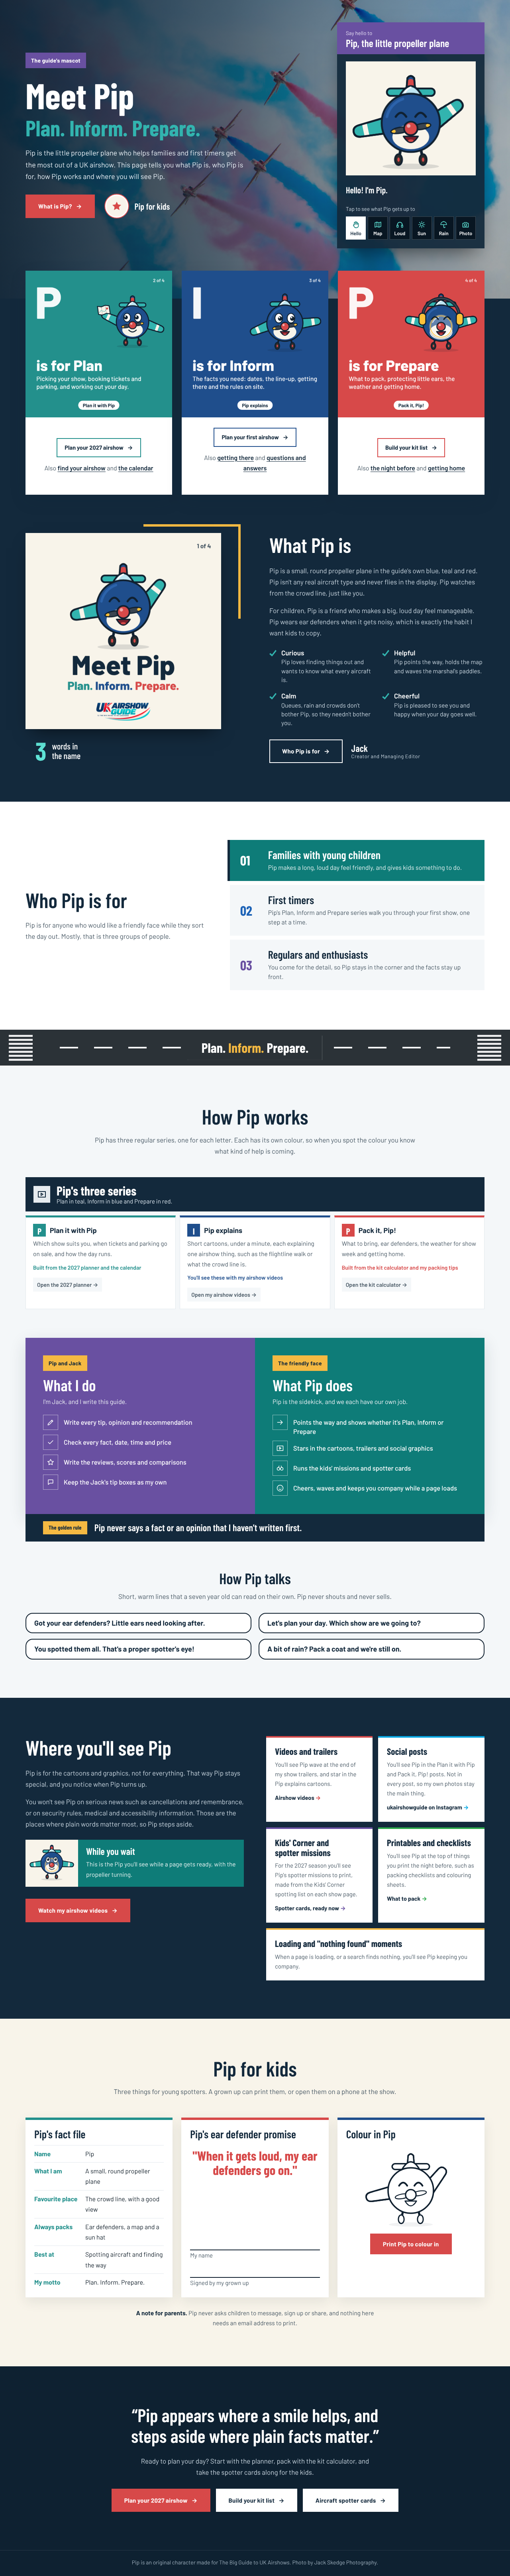 The guide's mascot
Meet Pip
Plan. Inform. Prepare.
Pip is the little propeller plane who helps families and first timers get
the most out of a UK airshow. This page tells you what Pip is, who Pip is
for, how Pip works and where you will see Pip.
What is Pip? →
Pip for kids
Say hello to
Pip, the little propeller plane
Hello! I'm Pip.
Tap to see what Pip gets up to
Hello
Map
Loud
Sun
Rain
Photo
2 of 4
P
is for Plan
Picking your show, booking tickets and
parking, and working out your day.
Plan it with Pip
Plan your 2027 airshow →
Also find your airshow and the calendar
3 of 4
I
is for Inform
The facts you need: dates, the line-up, getting
there and the rules on site.
Pip explains
Plan your first airshow →
Also getting there and questions and
answers
4 of 4
P
is for Prepare
What to pack, protecting little ears, the
weather and getting home.
Pack it, Pip!
Build your kit list →
Also the night before and getting home
1 of 4
Meet Pip
Plan. Inform. Prepare.
UK AIRSHOW
GUIDE
3 words in
the name
What Pip is
Pip is a small, round propeller plane in the guide's own blue, teal and red.
Pip isn't any real aircraft type and never flies in the display. Pip watches
from the crowd line, just like you.
For children, Pip is a friend who makes a big, loud day feel manageable.
Pip wears ear defenders when it gets noisy, which is exactly the habit I
want kids to copy.
Curious
Pip loves finding things out and
wants to know what every aircraft
is.
Helpful
Pip points the way, holds the map
and waves the marshal's paddles.
Calm
Queues, rain and crowds don't
bother Pip, so they needn't bother
you.
Cheerful
Pip is pleased to see you and
happy when your day goes well.
Who Pip is for →
Jack
Creator and Managing Editor
Who Pip is for
Pip is for anyone who would like a friendly face while they sort
the day out. Mostly, that is three groups of people.
01
Families with young children
Pip makes a long, loud day feel friendly, and gives kids something to do.
02
First timers
Pip's Plan, Inform and Prepare series walk you through your first show, one
step at a time.
03
Regulars and enthusiasts
You come for the detail, so Pip stays in the corner and the facts stay up
front.
Plan. Inform. Prepare.
How Pip works
Pip has three regular series, one for each letter. Each has its own colour, so when you spot the colour you know
what kind of help is coming.
Pip's three series
Plan in teal, Inform in blue and Prepare in red.
P
Plan it with Pip
Which show suits you, when tickets and parking go
on sale, and how the day runs.
Built from the 2027 planner and the calendar
Open the 2027 planner →
I
Pip explains
Short cartoons, under a minute, each explaining
one airshow thing, such as the flightline walk or
what the crowd line is.
You'll see these with my airshow videos
Open my airshow videos →
P
Pack it, Pip!
What to bring, ear defenders, the weather for show
week and getting home.
Built from the kit calculator and my packing tips
Open the kit calculator →
Pip and Jack
What I do
I'm Jack, and I write this guide.
Write every tip, opinion and recommendation
Check every fact, date, time and price
Write the reviews, scores and comparisons
Keep the Jack's tip boxes as my own
The friendly face
What Pip does
Pip is the sidekick, and we each have our own job.
Points the way and shows whether it's Plan, Inform or
Prepare
Stars in the cartoons, trailers and social graphics
Runs the kids' missions and spotter cards
Cheers, waves and keeps you company while a page loads
The golden rule
Pip never says a fact or an opinion that I haven't written first.
How Pip talks
Short, warm lines that a seven year old can read on their own. Pip never shouts and never sells.
Got your ear defenders? Little ears need looking after.
Let's plan your day. Which show are we going to?
You spotted them all. That's a proper spotter's eye!
A bit of rain? Pack a coat and we're still on.
Where you'll see Pip
Pip is for the cartoons and graphics, not for everything. That way Pip stays
special, and you notice when Pip turns up.
You won't see Pip on serious news such as cancellations and remembrance,
or on security rules, medical and accessibility information. Those are the
places where plain words matter most, so Pip steps aside.
While you wait
This is the Pip you'll see while a page gets ready, with the
propeller turning.
Watch my airshow videos →
Videos and trailers
You'll see Pip wave at the end of
my show trailers, and star in the
Pip explains cartoons.
Airshow videos →
Social posts
You'll see Pip in the Plan it with Pip
and Pack it, Pip! posts. Not in
every post, so my own photos stay
the main thing.
ukairshowguide on Instagram →
Kids' Corner and
spotter missions
For the 2027 season you'll see
Pip's spotter missions to print,
made from the Kids' Corner
spotting list on each show page.
Spotter cards, ready now →
Printables and checklists
You'll see Pip at the top of things
you print the night before, such as
packing checklists and colouring
sheets.
What to pack →
Loading and "nothing found" moments
When a page is loading, or a search finds nothing, you'll see Pip keeping you
company.
Pip for kids
Three things for young spotters. A grown up can print them, or open them on a phone at the show.
Pip's fact file
Name Pip
What I am A small, round propeller
plane
Favourite place The crowd line, with a good
view
Always packs Ear defenders, a map and a
sun hat
Best at Spotting aircraft and finding
the way
My motto Plan. Inform. Prepare.
Pip's ear defender promise
"When it gets loud, my ear
defenders go on."
My name
Signed by my grown up
Colour in Pip
Print Pip to colour in
A note for parents. Pip never asks children to message, sign up or share, and nothing here
needs an email address to print.
“Pip appears where a smile helps, and
steps aside where plain facts matter.”
Ready to plan your day? Start with the planner, pack with the kit calculator, and
take the spotter cards along for the kids.
Plan your 2027 airshow →
Build your kit list →
Aircraft spotter cards →
Pip is an original character made for The Big Guide to UK Airshows. Photo by Jack Skedge Photography.